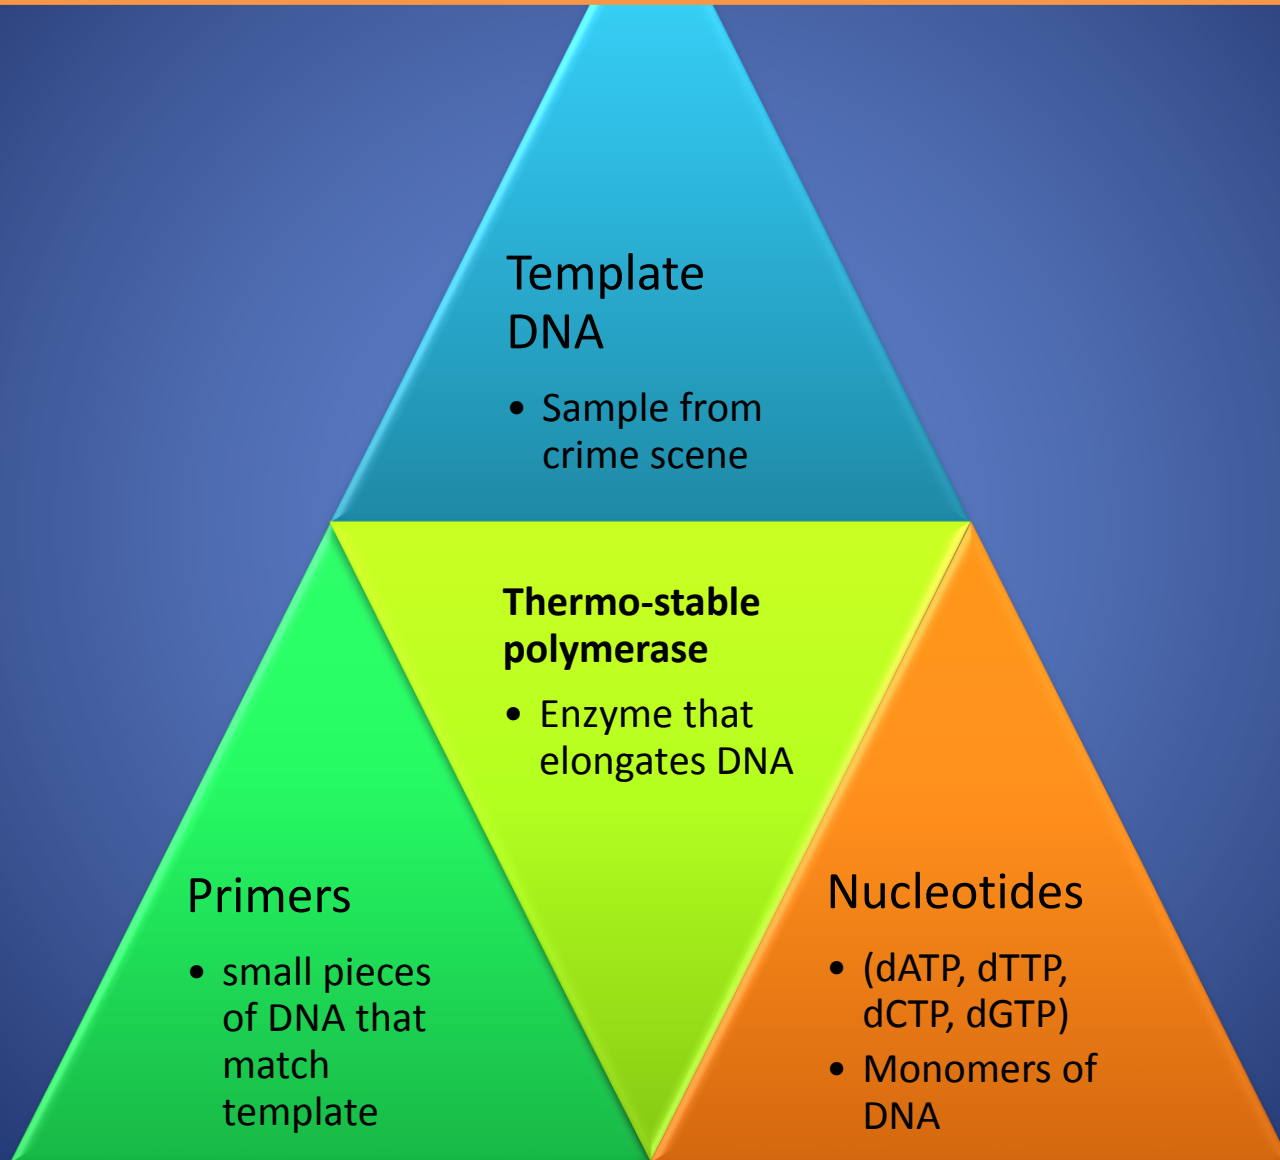 Template
DNA
• Sample from
crime scene
Thermo-stable
polymerase
• Enzyme that
elongates DNA
Primers
• small pieces
of DNA that
match
template
Nucleotides
• (dATP, dTTP,
dCTP, dGTP)
• Monomers of
DNA